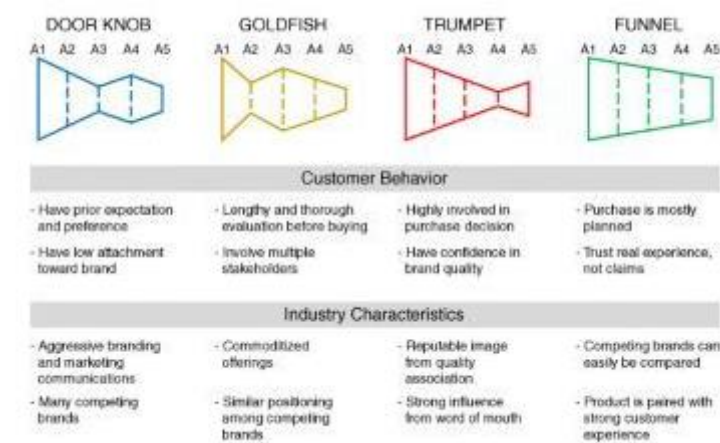 DOOR KNOB GOLDFISH TRUMPET FUNNEL
A1 A2 A3 A4 A5 A1 A2 A3 A4 A5 A1 A2 A3 A4 A5 A1 A2 A3 A4 A5
Customer Behavior
- Have prior expectation
and preference
- Have low attachment
toward brand
- Lengthy and thorough
evaluation before buying
- Involve multiple
stakeholders
- Highly involved in
purchase decision
- Have confidence in
brand quality
- Purchase is mostly
planned
- Trust real experience,
not claims
Industry Characteristics
- Aggressive branding
and marketing
communications
- Many competing
brands
- Commoditized
offerings
- Similar positioning
among competing
brands
- Reputable image
from quality
association
- Strong influence
from word of mouth
- Competing brands can
easily be compared
- Product is paired with
strong customer
experience